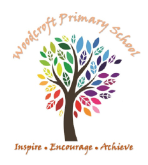 Woodcroft Primary School
Inspire • Encourage • Achieve